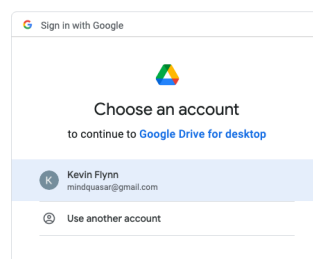 Sign in with Google
Choose an account
to continue to Google Drive for desktop
K
Kevin Flynn
mindquasar@gmail.com
Use another account